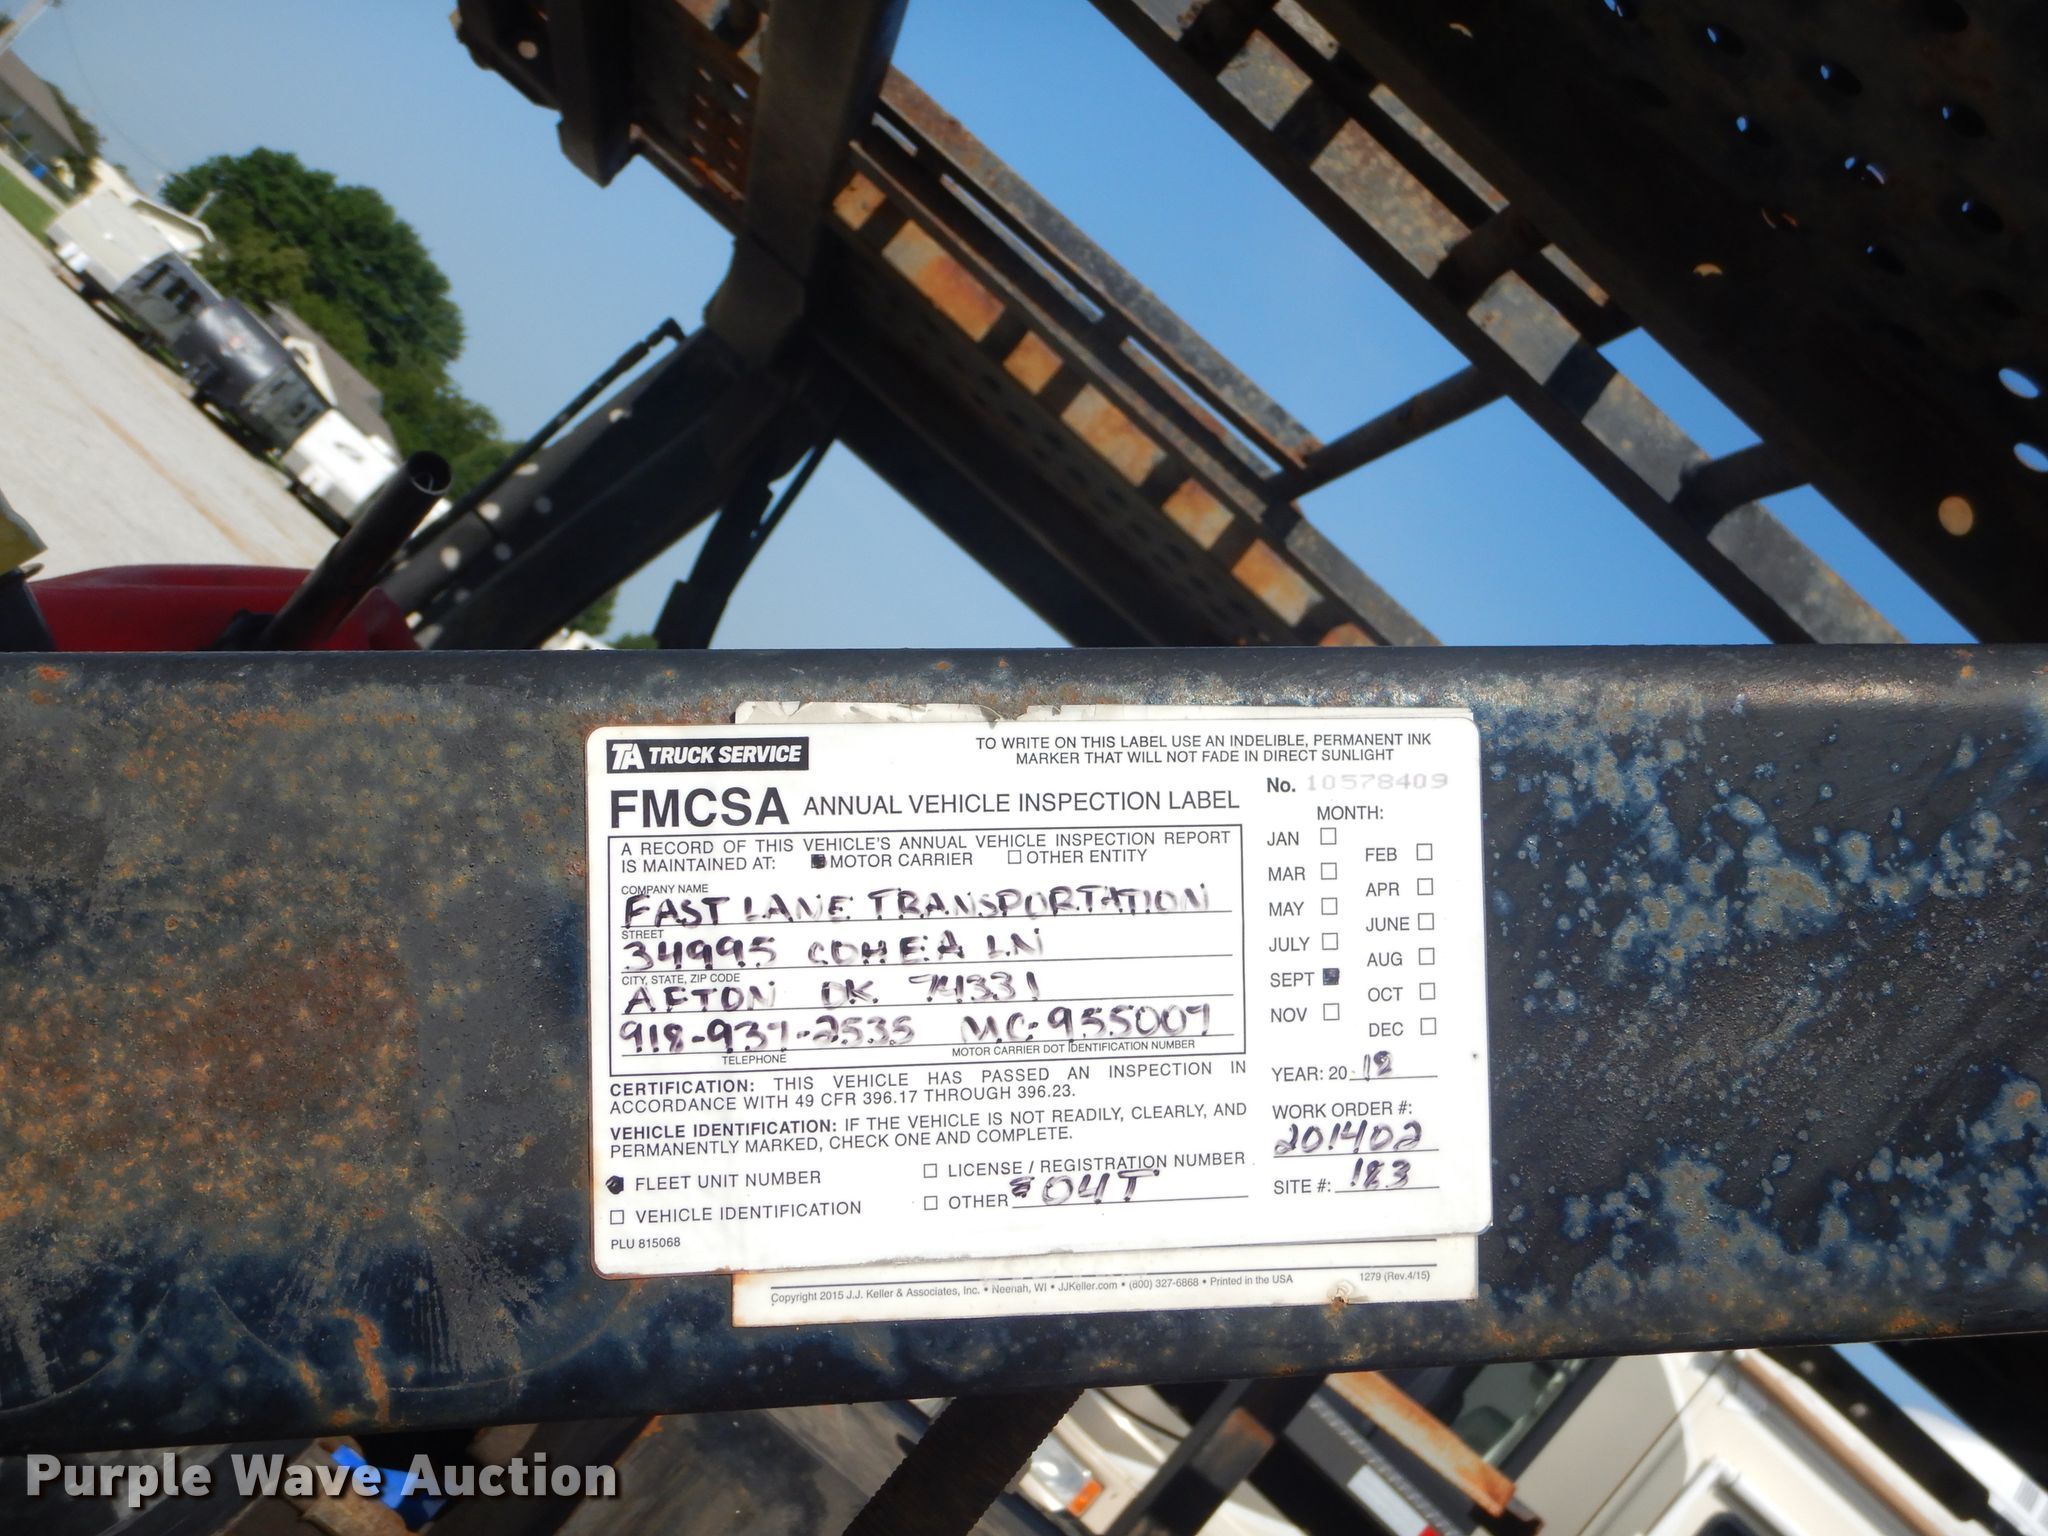 TA TRUCK SERVICE
TO WRITE ON THIS LABEL USE AN INDELIBLE, PERMANENT INK
MARKER THAT WILL NOT FADE IN DIRECT SUNLIGHT
FMCSA ANNUAL VEHICLE INSPECTION LABEL
No. 10578409
A RECORD OF THIS VEHICLE'S ANNUAL VEHICLE INSPECTION REPORT
IS MAINTAINED AT: MOTOR CARRIER OTHER ENTITY
COMPANY NAME
FAST LANE TRANSPORTATION
STREET
34995 COHEA LN
CITY, STATE, ZIP CODE
AFTON OK 74331
918-937-2535 MC-955007
TELEPHONE MOTOR CARRIER DOT IDENTIFICATION NUMBER
CERTIFICATION: THIS VEHICLE HAS PASSED AN INSPECTION IN
ACCORDANCE WITH 49 CFR 396.17 THROUGH 396.23.
VEHICLE IDENTIFICATION: IF THE VEHICLE IS NOT READILY, CLEARLY, AND
PERMANENTLY MARKED, CHECK ONE AND COMPLETE.
FLEET UNIT NUMBER LICENSE / REGISTRATION NUMBER
VEHICLE IDENTIFICATION OTHER 04T
PLU 815068
MONTH:
JAN
FEB
MAR
APR
MAY
JUNE
JULY
AUG
SEPT
OCT
NOV
DEC
YEAR: 20 18
WORK ORDER #:
201402
SITE #: 183
Copyright 2015 J.J. Keller & Associates, Inc. • Neenah, WI • JJKeller.com • (800) 327-6868 • Printed in the USA 1279 (Rev.4/15)
Purple Wave Auction